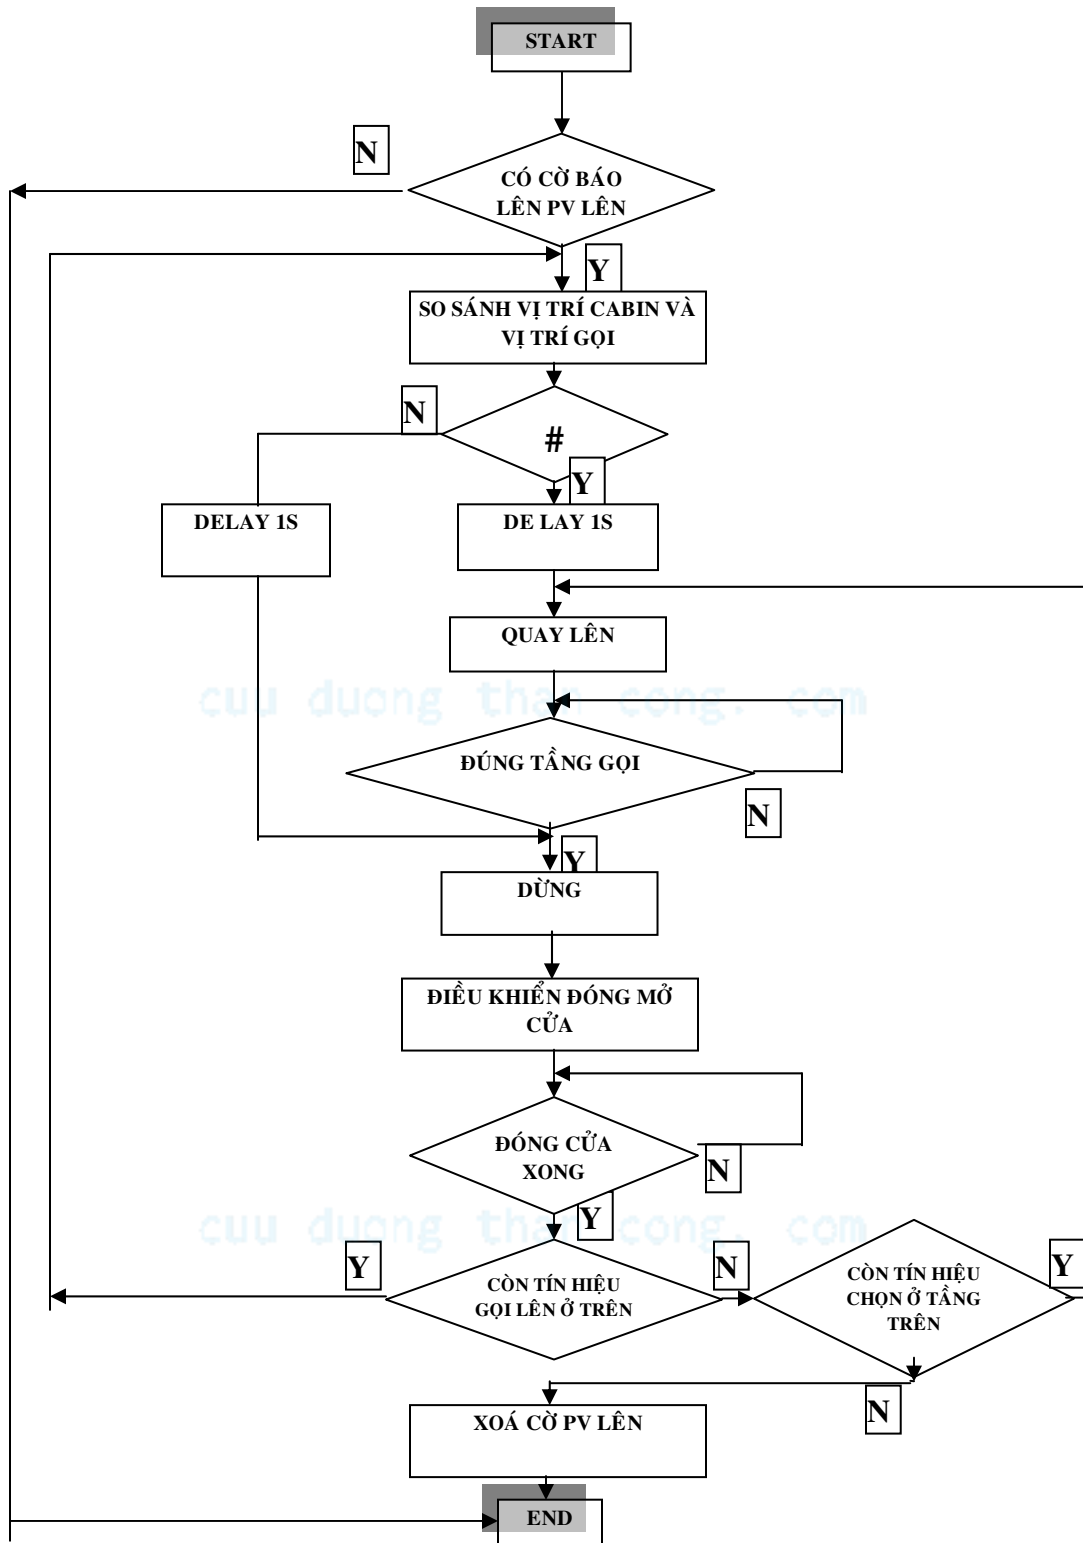 START
N
CÓ CỜ BÁO
LÊN PV LÊN
Y
SO SÁNH VỊ TRÍ CABIN VÀ
VỊ TRÍ GỌI
N
#
Y
DELAY 1S
DE LAY 1S
QUAY LÊN
cuu duong than cong. com
ĐÚNG TẦNG GỌI
N
Y
DỪNG
ĐIỀU KHIỂN ĐÓNG MỞ
CỬA
ĐÓNG CỬA
XONG
N
Y
cuu duong than cong. com
Y
CÒN TÍN HIỆU
GỌI LÊN Ở TRÊN
N
CÒN TÍN HIỆU
CHỌN Ở TẦNG
TRÊN
Y
N
XOÁ CỜ PV LÊN
END